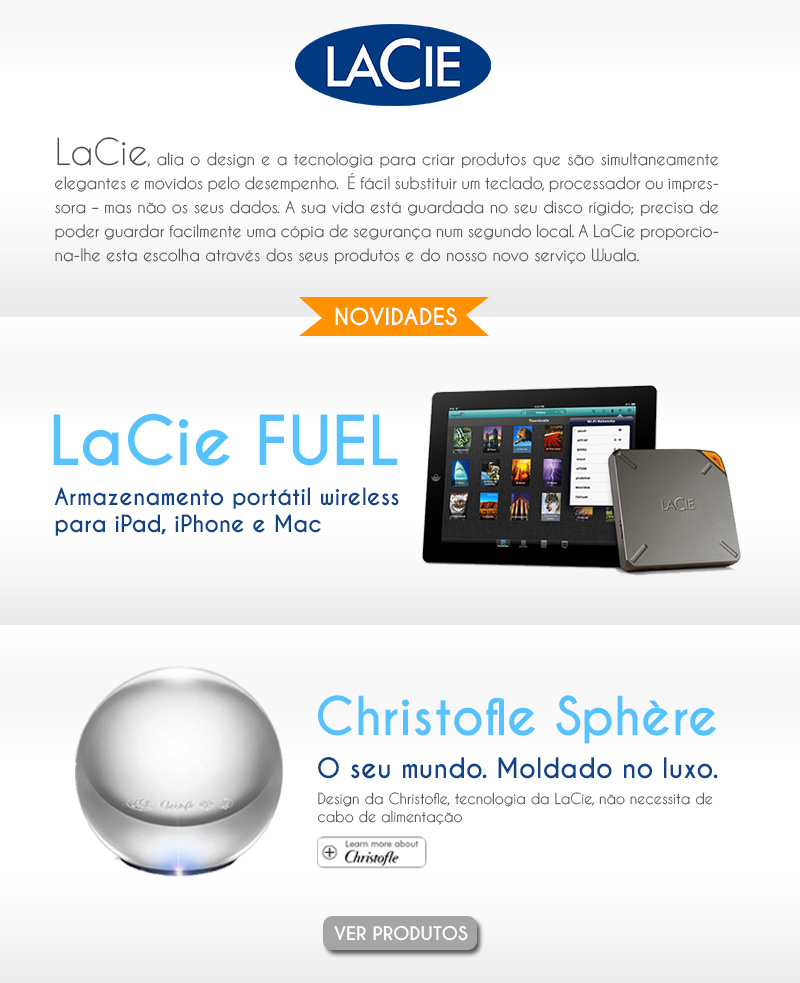 LACIE
LaCie, alia o design e a tecnologia para criar produtos que são simultaneamente
elegantes e movidos pelo desempenho. É fácil substituir um teclado, processador ou impres-
sora – mas não os seus dados. A sua vida está guardada no seu disco rígido; precisa de
poder guardar facilmente uma cópia de segurança num segundo local. A LaCie proporcio-
na-lhe esta escolha através dos seus produtos e do nosso novo serviço Wuala.
NOVIDADES
LaCie FUEL
Armazenamento portátil wireless
para iPad, iPhone e Mac
Thumbnails
Wi-Fi Networks
LACIE
Christofle Sphère
O seu mundo. Moldado no luxo.
Design da Christofle, tecnologia da LaCie, não necessita de
cabo de alimentação
Learn more about
Christofle
VER PRODUTOS